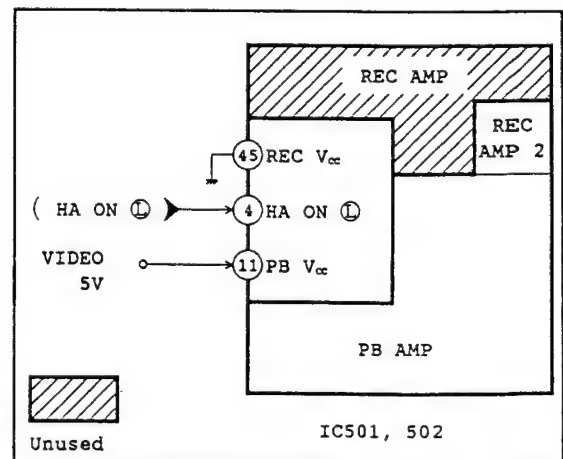 REC AMP
REC
AMP 2
45 REC Vcc
( HA ON Ⓛ ) 4 HA ON Ⓛ
VIDEO
5V
11 PB Vcc
PB AMP
Unused
IC501, 502